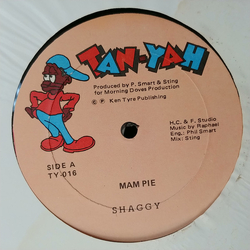 TAN-YAH
Produced by P. Smart & Sting
for Morning Doves Production
© ℗ Ken Tyre Publishing
H.C. & F. Studio
Music by Raphael
Eng.: Phil Smart
Mix: Sting
SIDE A
TY-016
MAM PIE
SHAGGY